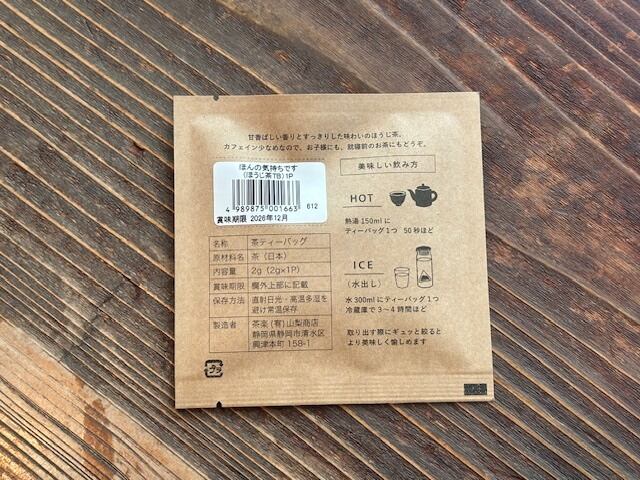 甘香ばしい香りとすっきりした味わいのほうじ茶。
カフェイン少なめなので、お子様にも、就寝前のお茶にもどうぞ。
ほんの気持ちです
(ほうじ茶TB)1P
4 989875 001663 612
賞味期限 2026年12月
名称 茶ティーバッグ
原材料名 茶(日本)
内容量 2g(2g×1P)
賞味期限 欄外上部に記載
保存方法 直射日光・高温多湿を
避け常温保存
製造者 茶楽(有)山梨商店
静岡県静岡市清水区
興津本町158-1
プラ
美味しい飲み方
HOT
熱湯150mlに
ティーバッグ1つ 50秒ほど
ICE
(水出し)
水300mlにティーバッグ1つ
冷蔵庫で3〜4時間ほど
取り出す際にギュッと絞ると
より美味しく愉しめます